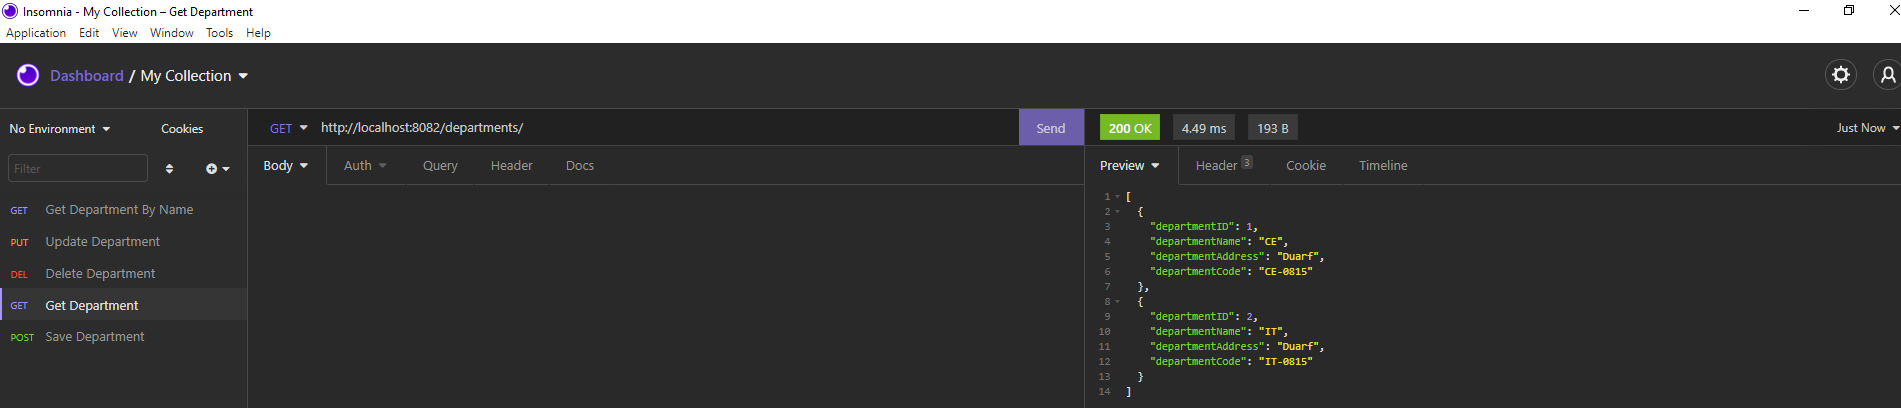 Insomnia - My Collection – Get Department
Application Edit View Window Tools Help
Dashboard / My Collection
No Environment Cookies
Filter
GET Get Department By Name
PUT Update Department
DEL Delete Department
GET Get Department
POST Save Department
GET http://localhost:8082/departments/ Send
Body Auth Query Header Docs
200 OK 4.49 ms 193 B Just Now
Preview Header 3 Cookie Timeline
1 [
2 {
3 "departmentID": 1,
4 "departmentName": "CE",
5 "departmentAddress": "Duarf",
6 "departmentCode": "CE-0815"
7 },
8 {
9 "departmentID": 2,
10 "departmentName": "IT",
11 "departmentAddress": "Duarf",
12 "departmentCode": "IT-0815"
13 }
14 ]